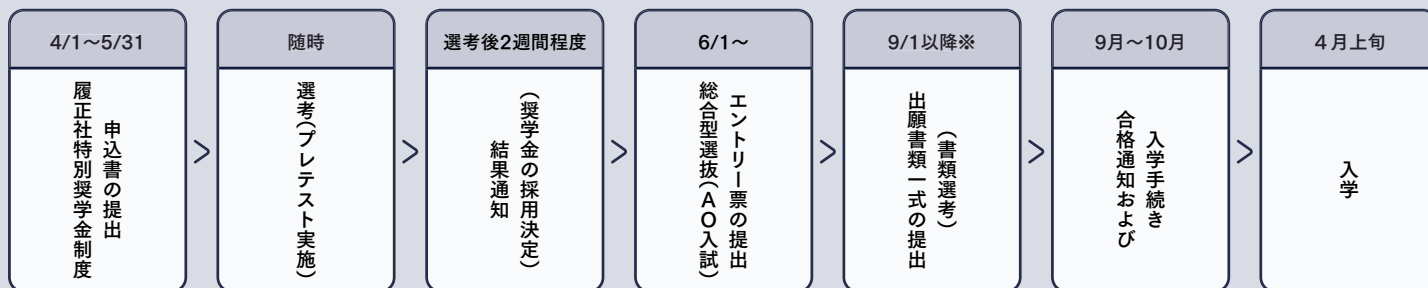 4/1～5/31
履正社特別奨学金制度
申込書の提出
随時
選考(プレテスト実施)
選考後2週間程度
結果通知
(奨学金の採用決定)
6/1～
総合型選抜(AO入試)
エントリー票の提出
9/1以降※
出願書類一式の提出
(書類選考)
9月～10月
合格通知および
入学手続き
4月上旬
入学